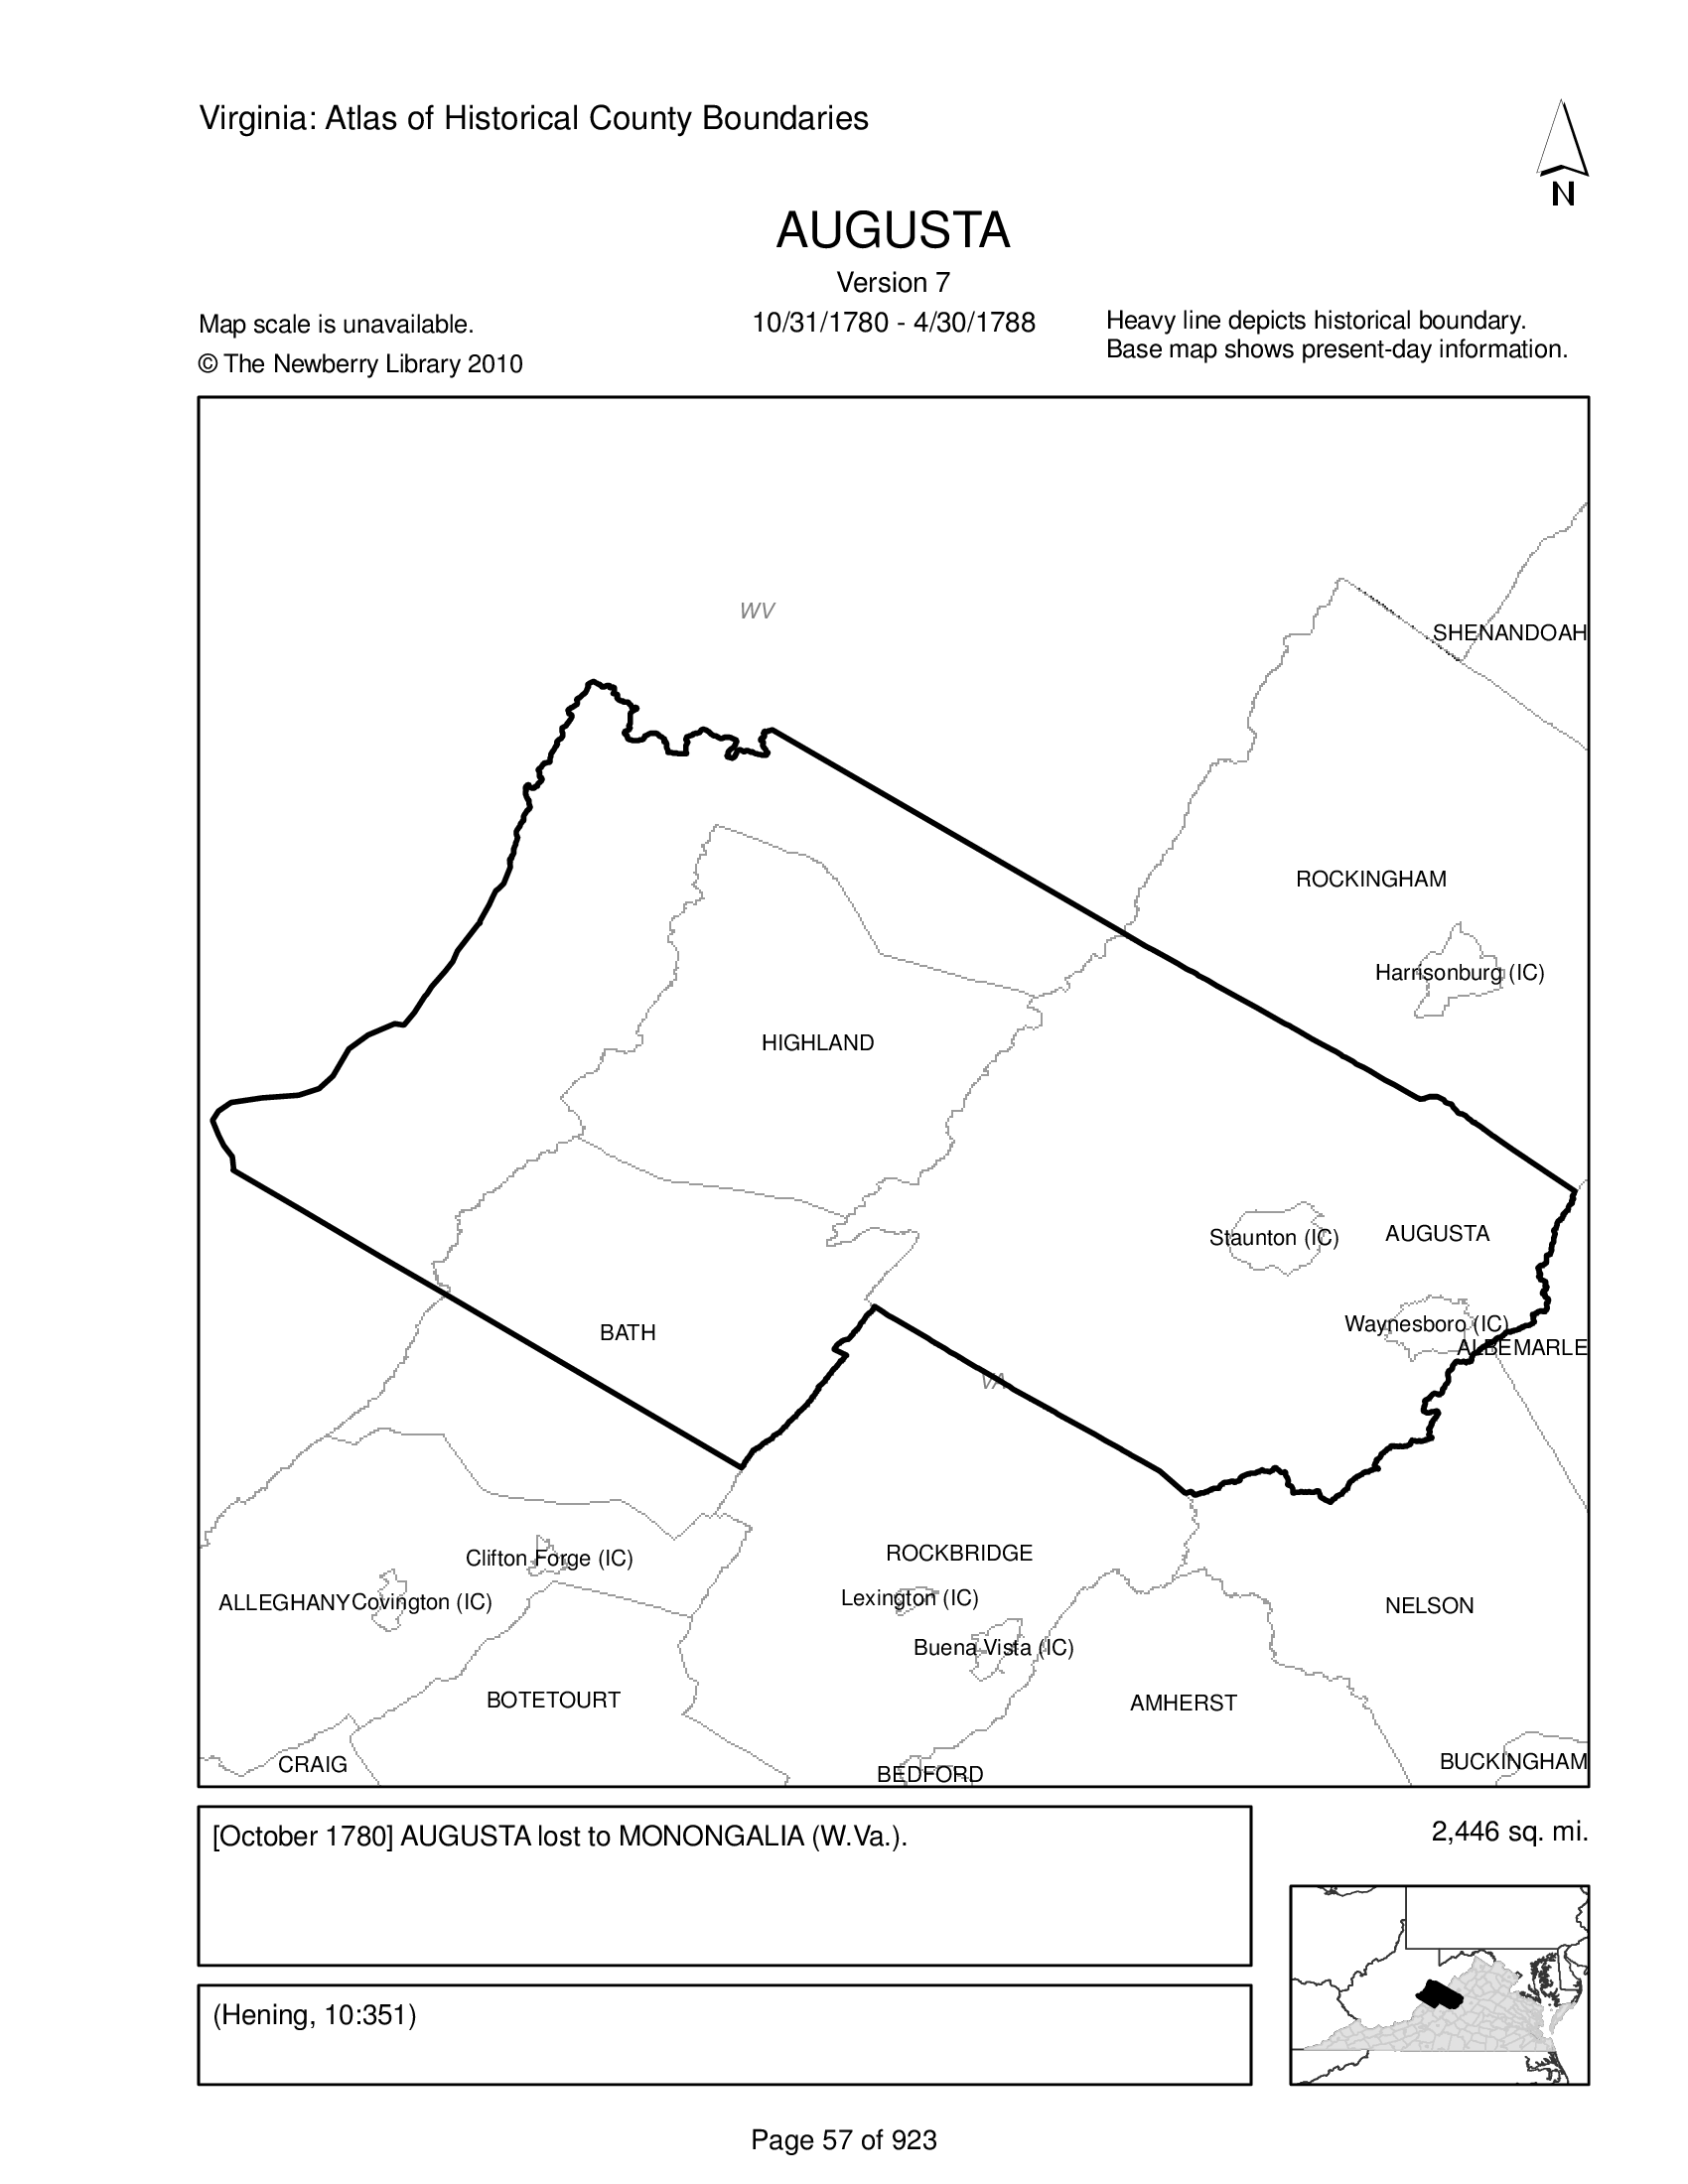 Virginia: Atlas of Historical County Boundaries
N
AUGUSTA
Version 7
10/31/1780 - 4/30/1788
Map scale is unavailable.
© The Newberry Library 2010
Heavy line depicts historical boundary.
Base map shows present-day information.
WV
SHENANDOAH
ROCKINGHAM
Harrisonburg (IC)
HIGHLAND
Staunton (IC)
AUGUSTA
Waynesboro (IC)
BATH
ALBEMARLE
VA
ROCKBRIDGE
Clifton Forge (IC)
Lexington (IC)
ALLEGHANY
Covington (IC)
NELSON
Buena Vista (IC)
BOTETOURT
AMHERST
CRAIG
BEDFORD
BUCKINGHAM
[October 1780] AUGUSTA lost to MONONGALIA (W.Va.).
2,446 sq. mi.
(Hening, 10:351)
Page 57 of 923